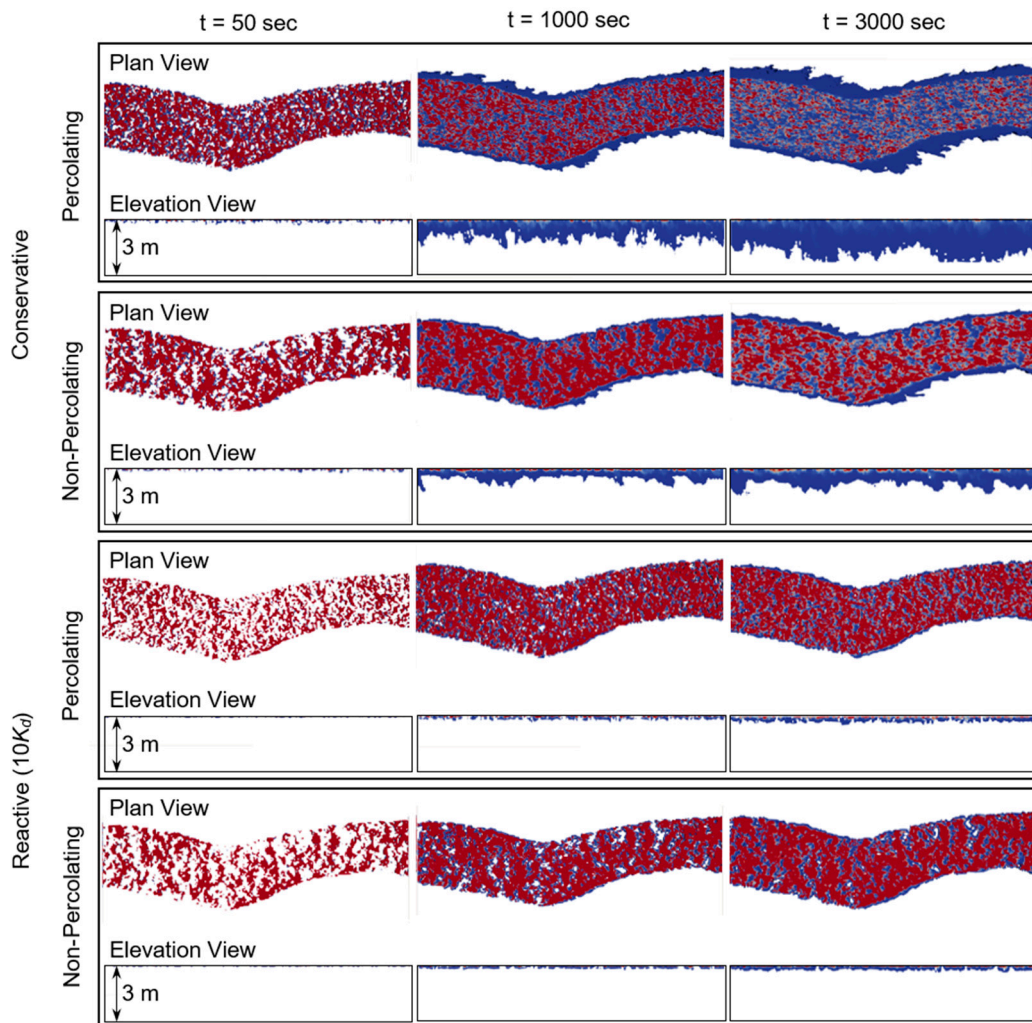 t = 50 sec
t = 1000 sec
t = 3000 sec
Conservative
Percolating
Plan View
Elevation View
3 m
Non-Percolating
Plan View
Elevation View
3 m
Reactive (10Kd)
Percolating
Plan View
Elevation View
3 m
Non-Percolating
Plan View
Elevation View
3 m